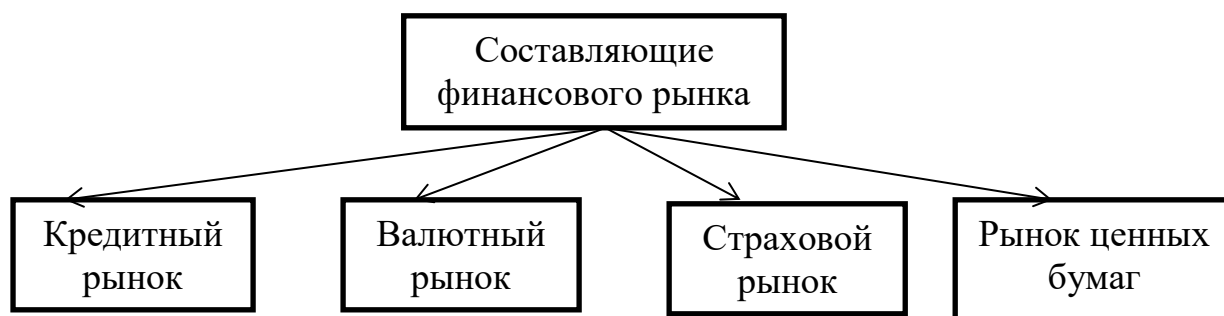 Составляющие
финансового рынка
Кредитный
рынок
Валютный
рынок
Страховой
рынок
Рынок ценных
бумаг